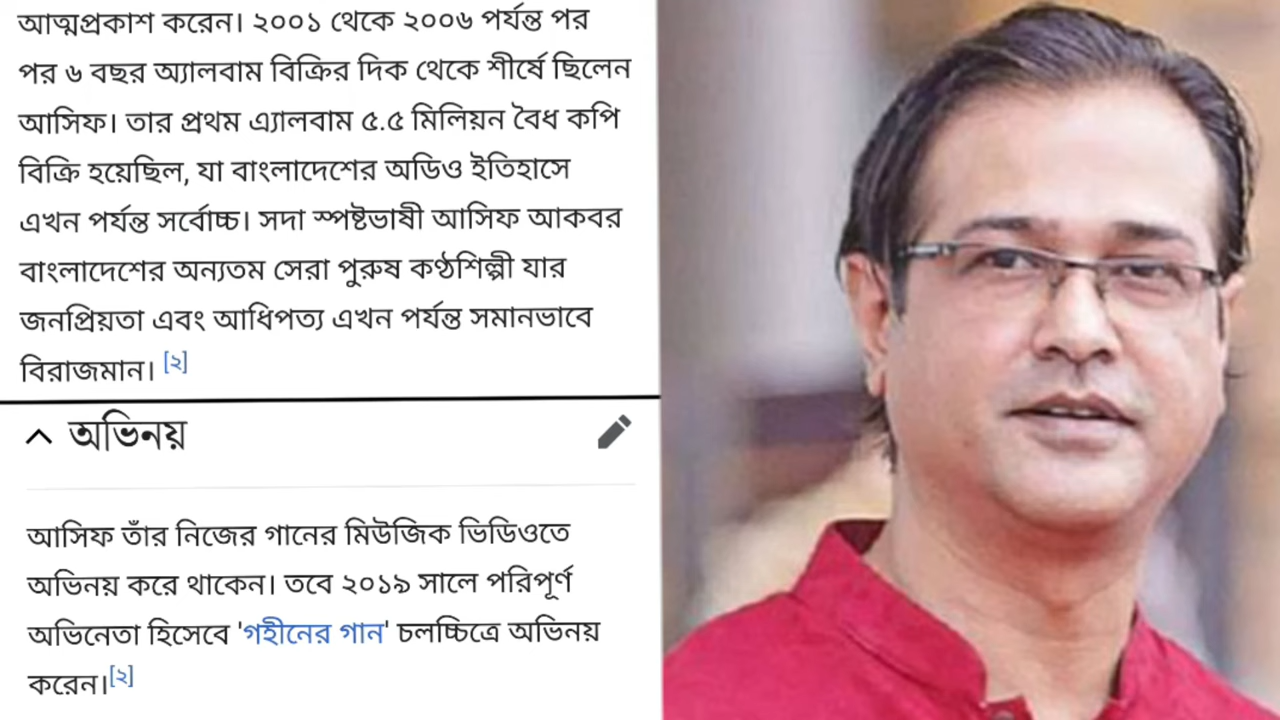 আত্মপ্রকাশ করেন। ২০০১ থেকে ২০০৬ পর্যন্ত পর
পর ৬ বছর অ্যালবাম বিক্রির দিক থেকে শীর্ষে ছিলেন
আসিফ। তার প্রথম এ্যালবাম ৫.৫ মিলিয়ন বৈধ কপি
বিক্রি হয়েছিল, যা বাংলাদেশের অডিও ইতিহাসে
এখন পর্যন্ত সর্বোচ্চ। সদা স্পষ্টভাষী আসিফ আকবর
বাংলাদেশের অন্যতম সেরা পুরুষ কণ্ঠশিল্পী যার
জনপ্রিয়তা এবং আধিপত্য এখন পর্যন্ত সমানভাবে
বিরাজমান। [২]
অভিনয়
আসিফ তাঁর নিজের গানের মিউজিক ভিডিওতে
অভিনয় করে থাকেন। তবে ২০১৯ সালে পরিপূর্ণ
অভিনেতা হিসেবে 'গহীনের গান' চলচ্চিত্রে অভিনয়
করেন।[২]